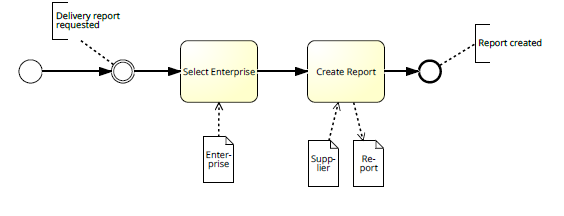 Delivery report
requested
Report created
Select Enterprise
Create Report
Enter-
prise
Supp-
lier
Re-
port